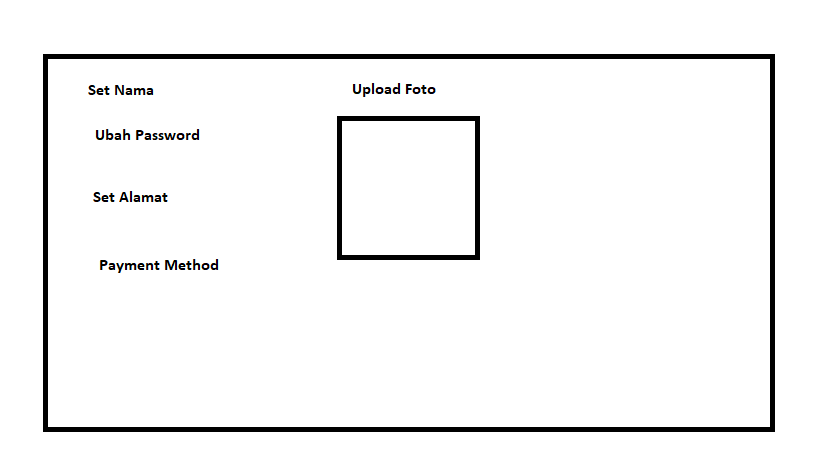 Set Nama
Upload Foto
Ubah Password
Set Alamat
Payment Method